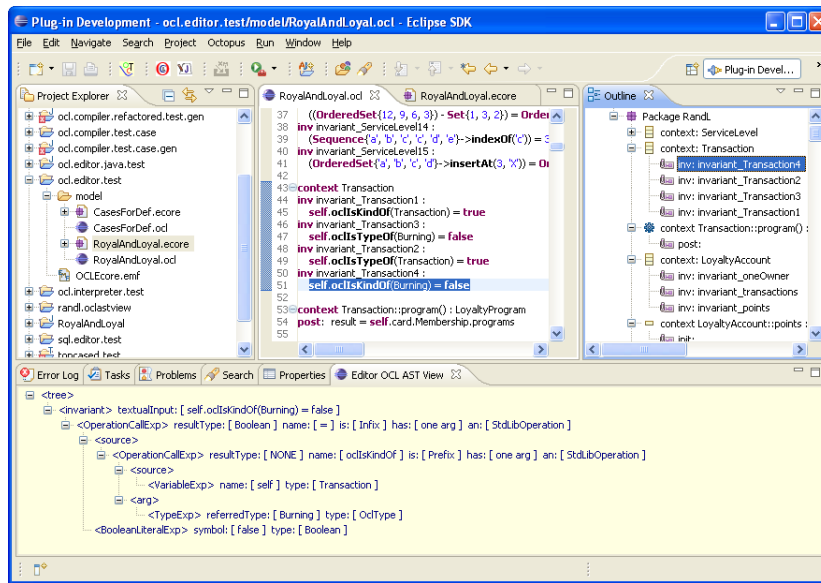 Plug-in Development - ocl.editor.test/model/RoyalAndLoyal.ocl - Eclipse SDK
File Edit Navigate Search Project Octopus Run Window Help
Plug-in Devel...
Project Explorer
ocl.compiler.refactored.test.gen
ocl.compiler.test.case
ocl.compiler.test.case.gen
ocl.editor.java.test
ocl.editor.test
model
CasesForDef.ecore
CasesForDef.ocl
RoyalAndLoyal.ecore
RoyalAndLoyal.ocl
OCLEcore.emf
ocl.interpreter.test
randl.oclastview
RoyalAndLoyal
sql.editor.test
topcased.test
RoyalAndLoyal.ocl RoyalAndLoyal.ecore
37 ((OrderedSet{12, 9, 6, 3}) - Set{1, 3, 2}) = Order
38 inv invariant_ServiceLevel14 :
39 (Sequence{'a', 'b', 'c', 'c', 'd', 'e'}->indexOf('c')) = 3
40 inv invariant_ServiceLevel15 :
41 (OrderedSet{'a', 'b', 'c', 'd'}->insertAt(3, 'X')) = Or
42
43 context Transaction
44 inv invariant_Transaction1 :
45 self.oclIsKindOf(Transaction) = true
46 inv invariant_Transaction3 :
47 self.oclIsTypeOf(Burning) = false
48 inv invariant_Transaction2 :
49 self.oclIsTypeOf(Transaction) = true
50 inv invariant_Transaction4 :
51 self.oclIsKindOf(Burning) = false
52
53 context Transaction::program() : LoyaltyProgram
54 post: result = self.card.Membership.programs
55
Outline
Package RandL
context: ServiceLevel
context: Transaction
inv: invariant_Transaction4
inv: invariant_Transaction2
inv: invariant_Transaction3
inv: invariant_Transaction1
context Transaction::program() :
post:
context: LoyaltyAccount
inv: invariant_oneOwner
inv: invariant_transactions
inv: invariant_points
context LoyaltyAccount::points :
init:
Error Log Tasks Problems Search Properties Editor OCL AST View
<tree>
<invariant> textualInput: [ self.oclIsKindOf(Burning) = false ]
<OperationCallExp> resultType: [ Boolean ] name: [ = ] is: [ Infix ] has: [ one arg ] an: [ StdLibOperation ]
<source>
<OperationCallExp> resultType: [ NONE ] name: [ oclIsKindOf ] is: [ Prefix ] has: [ one arg ] an: [ StdLibOperation ]
<source>
<VariableExp> name: [ self ] type: [ Transaction ]
<arg>
<TypeExp> referredType: [ Burning ] type: [ OclType ]
<BooleanLiteralExp> symbol: [ false ] type: [ Boolean ]